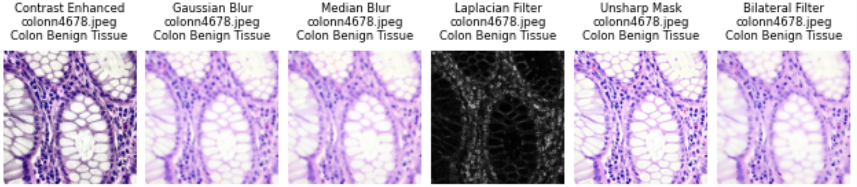 Contrast Enhanced
colonn4678.jpeg
Colon Benign Tissue
Gaussian Blur
colonn4678.jpeg
Colon Benign Tissue
Median Blur
colonn4678.jpeg
Colon Benign Tissue
Laplacian Filter
colonn4678.jpeg
Colon Benign Tissue
Unsharp Mask
colonn4678.jpeg
Colon Benign Tissue
Bilateral Filter
colonn4678.jpeg
Colon Benign Tissue